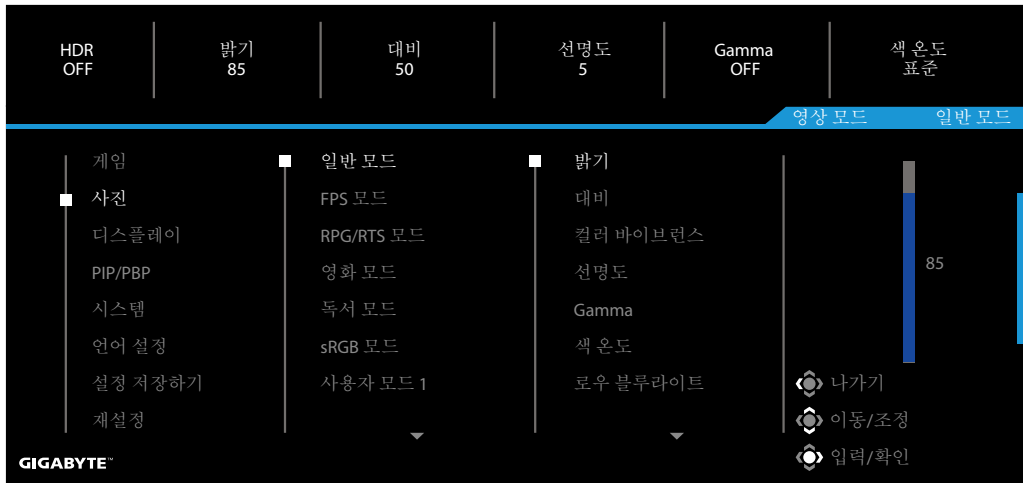 HDR
OFF
밝기
85
대비
50
선명도
5
Gamma
OFF
색 온도
표준
영상 모드
일반 모드
게임
사진
디스플레이
PIP/PBP
시스템
언어 설정
설정 저장하기
재설정
일반 모드
FPS 모드
RPG/RTS 모드
영화 모드
독서 모드
sRGB 모드
사용자 모드 1
밝기
대비
컬러 바이브런스
선명도
Gamma
색 온도
로우 블루라이트
85
나가기
이동/조정
입력/확인
GIGABYTE™